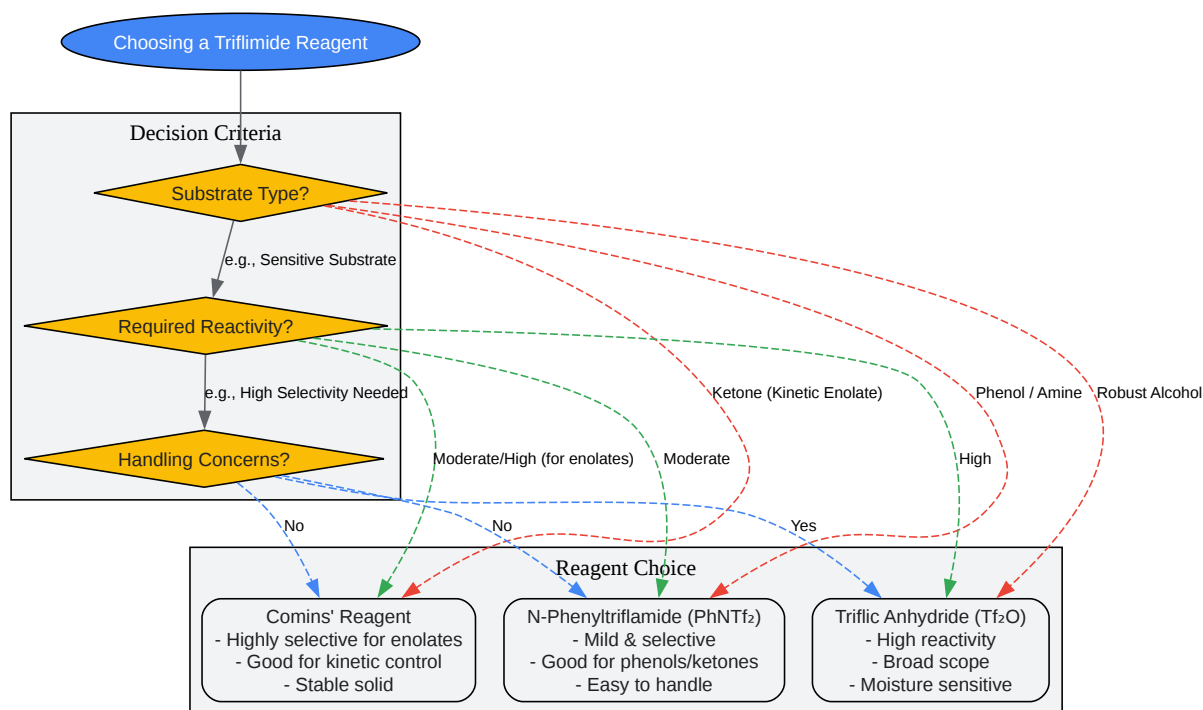 Choosing a Triflimide Reagent
Decision Criteria
Substrate Type?
e.g., Sensitive Substrate
Required Reactivity?
e.g., High Selectivity Needed
Ketone (Kinetic Enolate)
Phenol / Amine
Robust Alcohol
Handling Concerns?
Moderate/High (for enolates)
Moderate
High
No
No
Yes
Reagent Choice
Comins' Reagent
- Highly selective for enolates
- Good for kinetic control
- Stable solid
N-Phenyltriflamide (PhNTf₂)
- Mild & selective
- Good for phenols/ketones
- Easy to handle
Triflic Anhydride (Tf₂O)
- High reactivity
- Broad scope
- Moisture sensitive